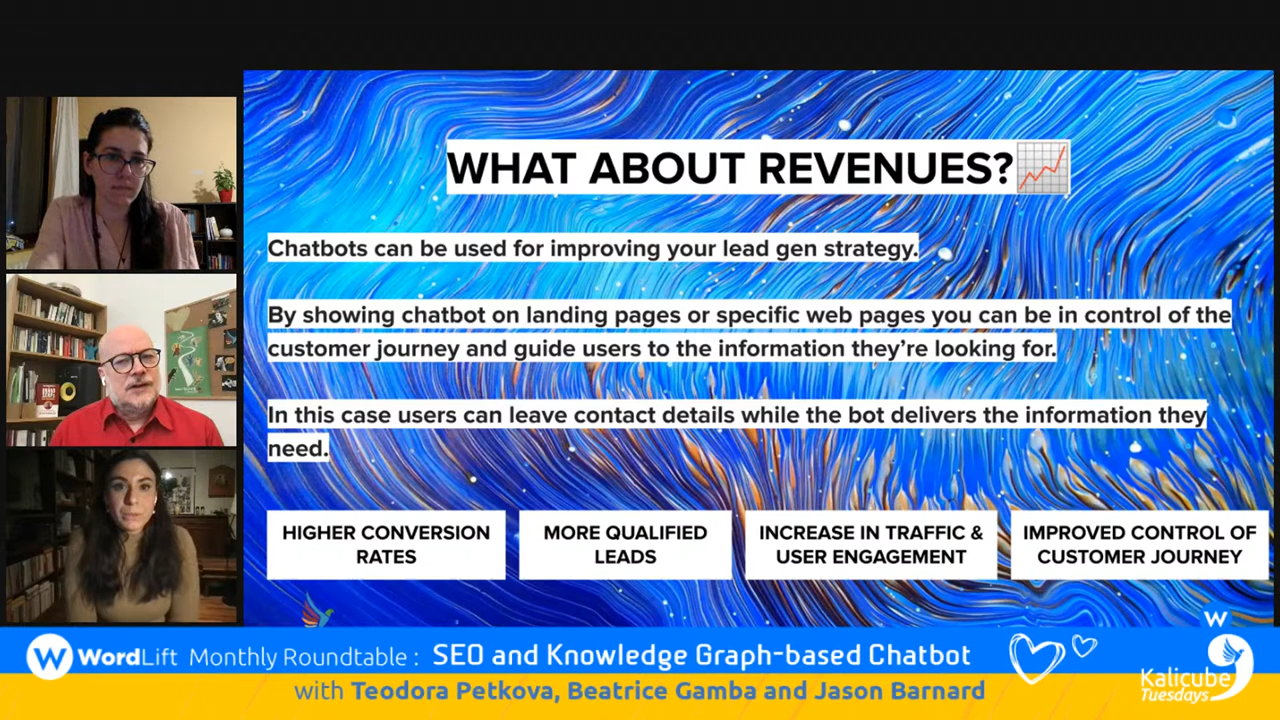 WHAT ABOUT REVENUES?
Chatbots can be used for improving your lead gen strategy.
By showing chatbot on landing pages or specific web pages you can be in control of the
customer journey and guide users to the information they’re looking for.
In this case users can leave contact details while the bot delivers the information they
need.
HIGHER CONVERSION
RATES
MORE QUALIFIED
LEADS
INCREASE IN TRAFFIC &
USER ENGAGEMENT
IMPROVED CONTROL OF
CUSTOMER JOURNEY
W
W WordLift Monthly Roundtable : SEO and Knowledge Graph-based Chatbot
with Teodora Petkova, Beatrice Gamba and Jason Barnard
Kalicube
Tuesdays